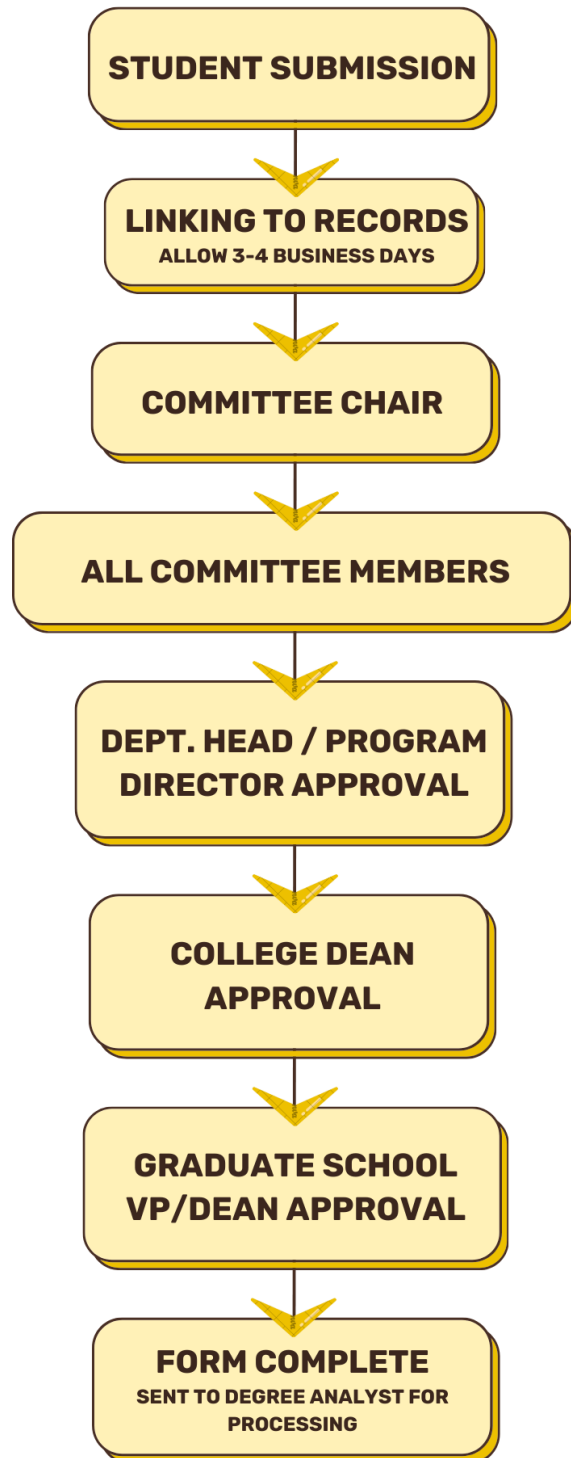 STUDENT SUBMISSION
LINKING TO RECORDS
ALLOW 3-4 BUSINESS DAYS
COMMITTEE CHAIR
ALL COMMITTEE MEMBERS
DEPT. HEAD / PROGRAM
DIRECTOR APPROVAL
COLLEGE DEAN
APPROVAL
GRADUATE SCHOOL
VP/DEAN APPROVAL
FORM COMPLETE
SENT TO DEGREE ANALYST FOR
PROCESSING